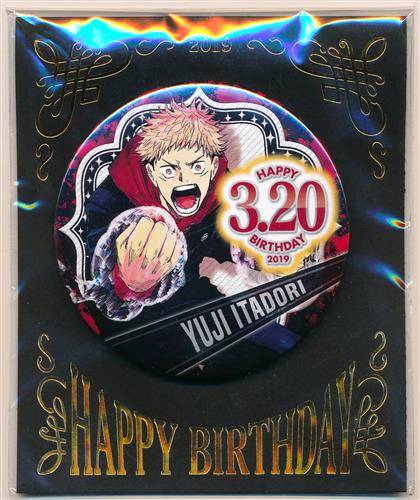 2019
HAPPY
3.20
BIRTHDAY
2019
YUJI ITADORI
HAPPY BIRTHDAY